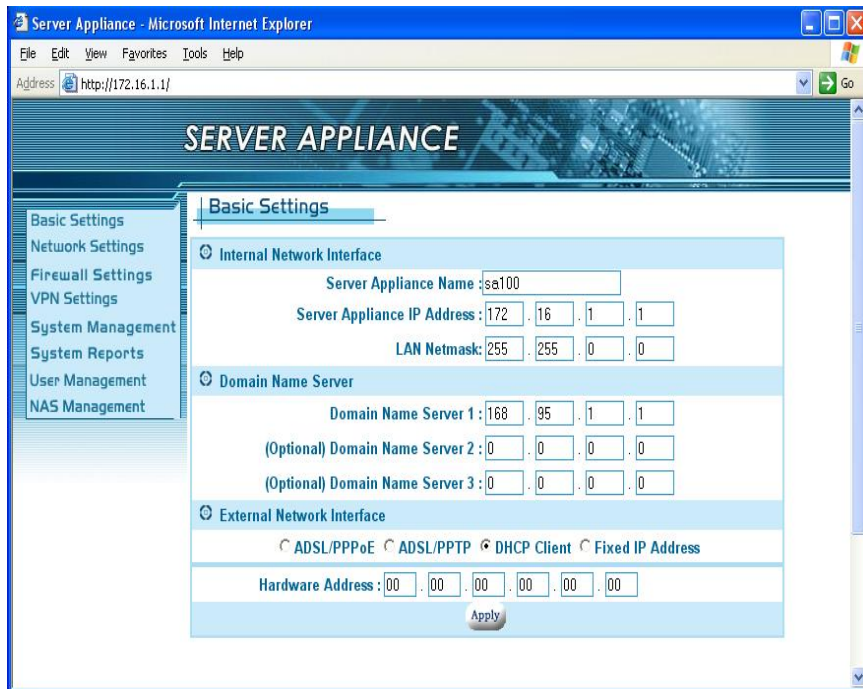 Server Appliance - Microsoft Internet Explorer
File Edit View Favorites Tools Help
Address http://172.16.1.1/ Go
SERVER APPLIANCE
Basic Settings
Network Settings
Firewall Settings
VPN Settings
System Management
System Reports
User Management
NAS Management
Basic Settings
Internal Network Interface
Server Appliance Name : sa100
Server Appliance IP Address : 172 . 16 . 1 . 1
LAN Netmask: 255 . 255 . 0 . 0
Domain Name Server
Domain Name Server 1 : 168 . 95 . 1 . 1
(Optional) Domain Name Server 2 : 0 . 0 . 0 . 0
(Optional) Domain Name Server 3 : 0 . 0 . 0 . 0
External Network Interface
ADSL/PPPoE ADSL/PPTP DHCP Client Fixed IP Address
Hardware Address : 00 . 00 . 00 . 00 . 00 . 00
Apply